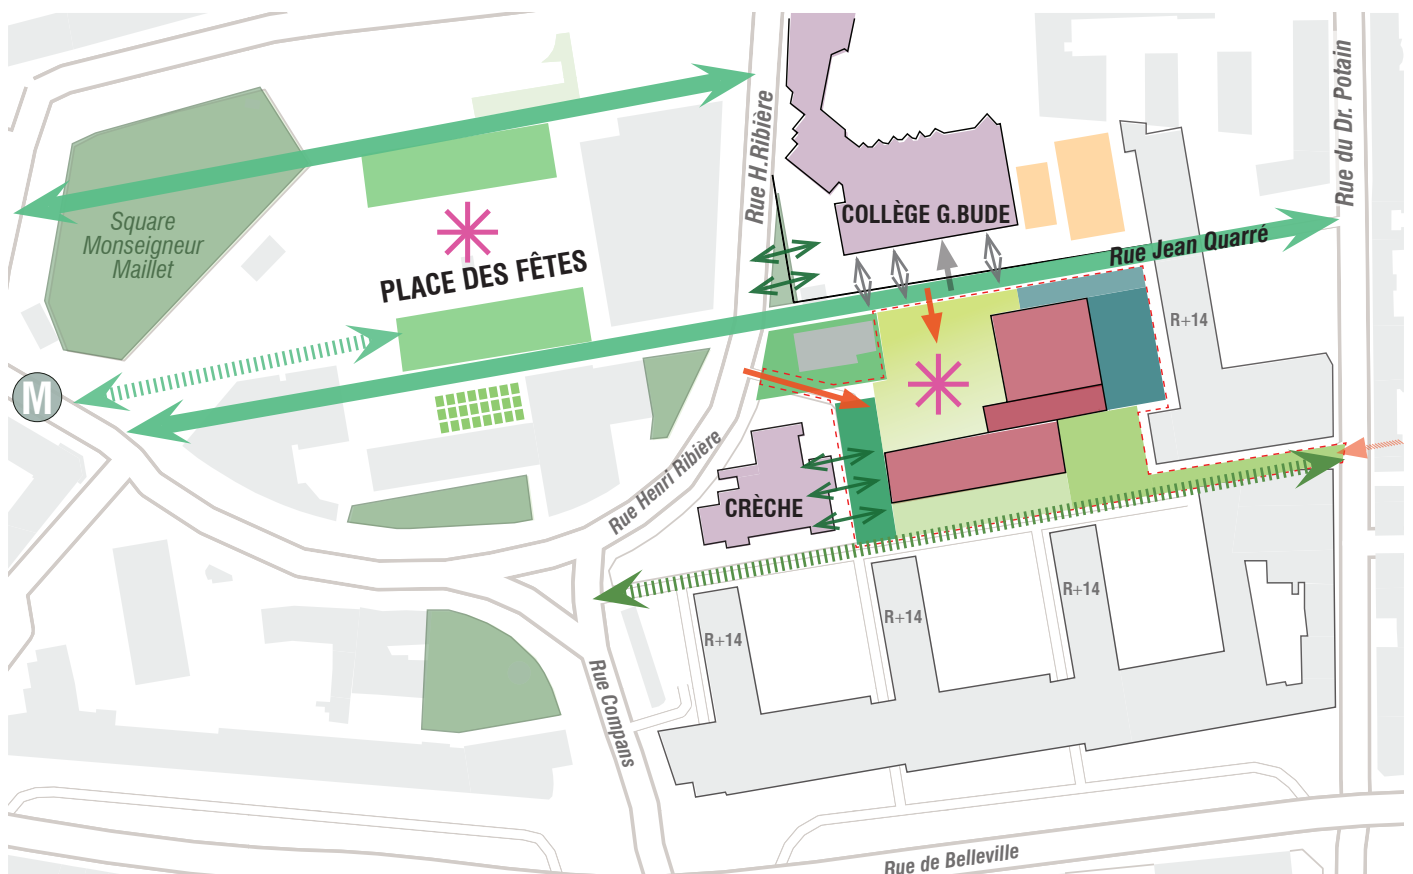 Rue du Dr. Potain
Rue H.Ribière
Square
Monseigneur
Maillet
COLLÈGE G.BUDE
Rue Jean Quarré
PLACE DES FÊTES
R+14
M
Rue Henri Ribière
CRÈCHE
R+14
R+14
R+14
Rue Compans
Rue de Belleville